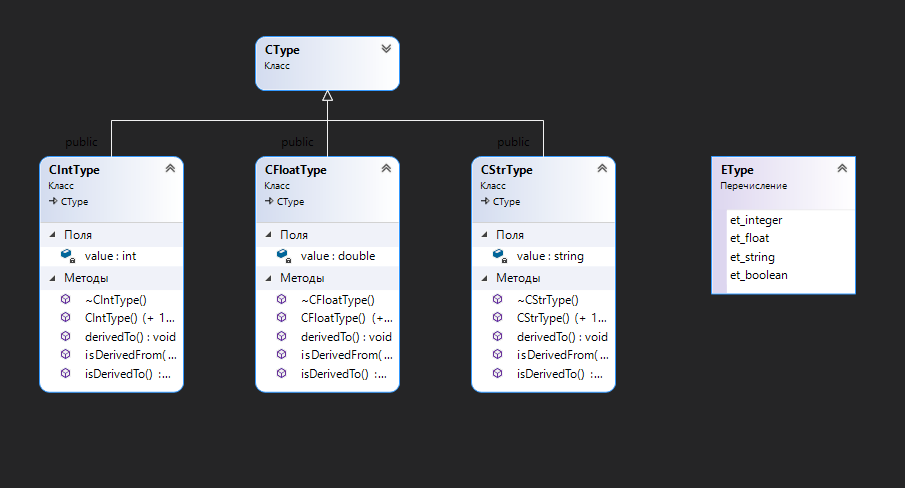 CType
Класс
public
public
public
CIntType
Класс
CType
Поля
value : int
Методы
~CIntType()
CIntType() (+ 1...
derivedTo() : void
isDerivedFrom( ...
isDerivedTo() :...
CFloatType
Класс
CType
Поля
value : double
Методы
~CFloatType()
CFloatType() (+...
derivedTo() : void
isDerivedFrom( ...
isDerivedTo() :...
CStrType
Класс
CType
Поля
value : string
Методы
~CStrType()
CStrType() (+ 1...
derivedTo() : void
isDerivedFrom( ...
isDerivedTo() :...
EType
Перечисление
et_integer
et_float
et_string
et_boolean